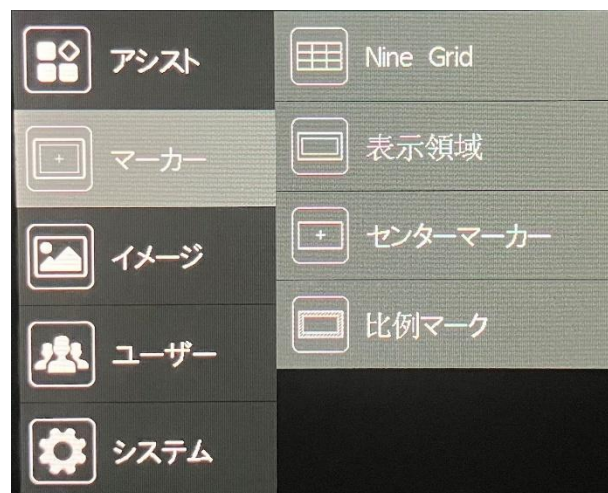 アシスト
マーカー
イメージ
ユーザー
システム
Nine Grid
表示領域
センターマーカー
比例マーク